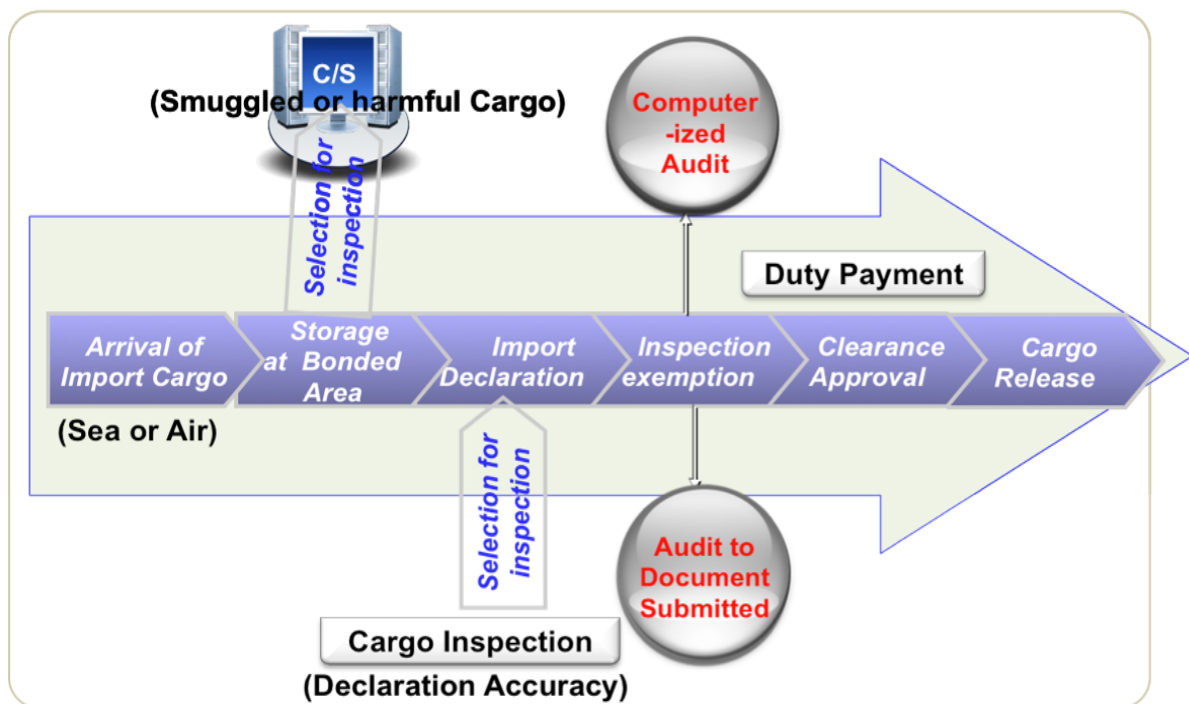 C/S
(Smuggled or harmful Cargo)
Selection for
inspection
Computer
-ized
Audit
Duty Payment
Arrival of
Import Cargo
Storage
at Bonded
Area
Import
Declaration
Inspection
exemption
Clearance
Approval
Cargo
Release
(Sea or Air)
Selection for
inspection
Audit to
Document
Submitted
Cargo Inspection
(Declaration Accuracy)